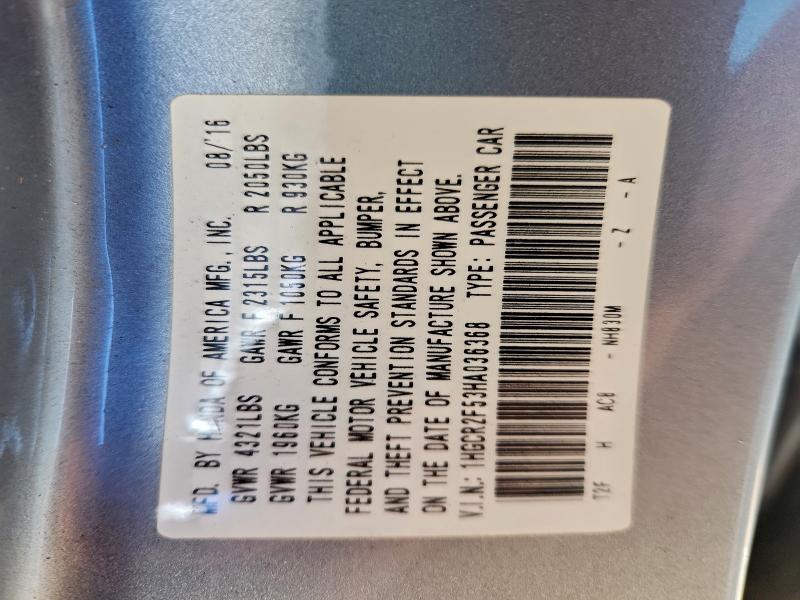 MFD. BY HONDA OF AMERICA MFG., INC. 08/'16
GVWR 4321LBS GAWR F 2315LBS R 2050LBS
GVWR 1960KG GAWR F 1050KG R 930KG
THIS VEHICLE CONFORMS TO ALL APPLICABLE
FEDERAL MOTOR VEHICLE SAFETY, BUMPER,
AND THEFT PREVENTION STANDARDS IN EFFECT
ON THE DATE OF MANUFACTURE SHOWN ABOVE.
V.I.N.: 1HGCR2F53HA036368 TYPE: PASSENGER CAR
T2F H AC8 - NH830M - Z - A